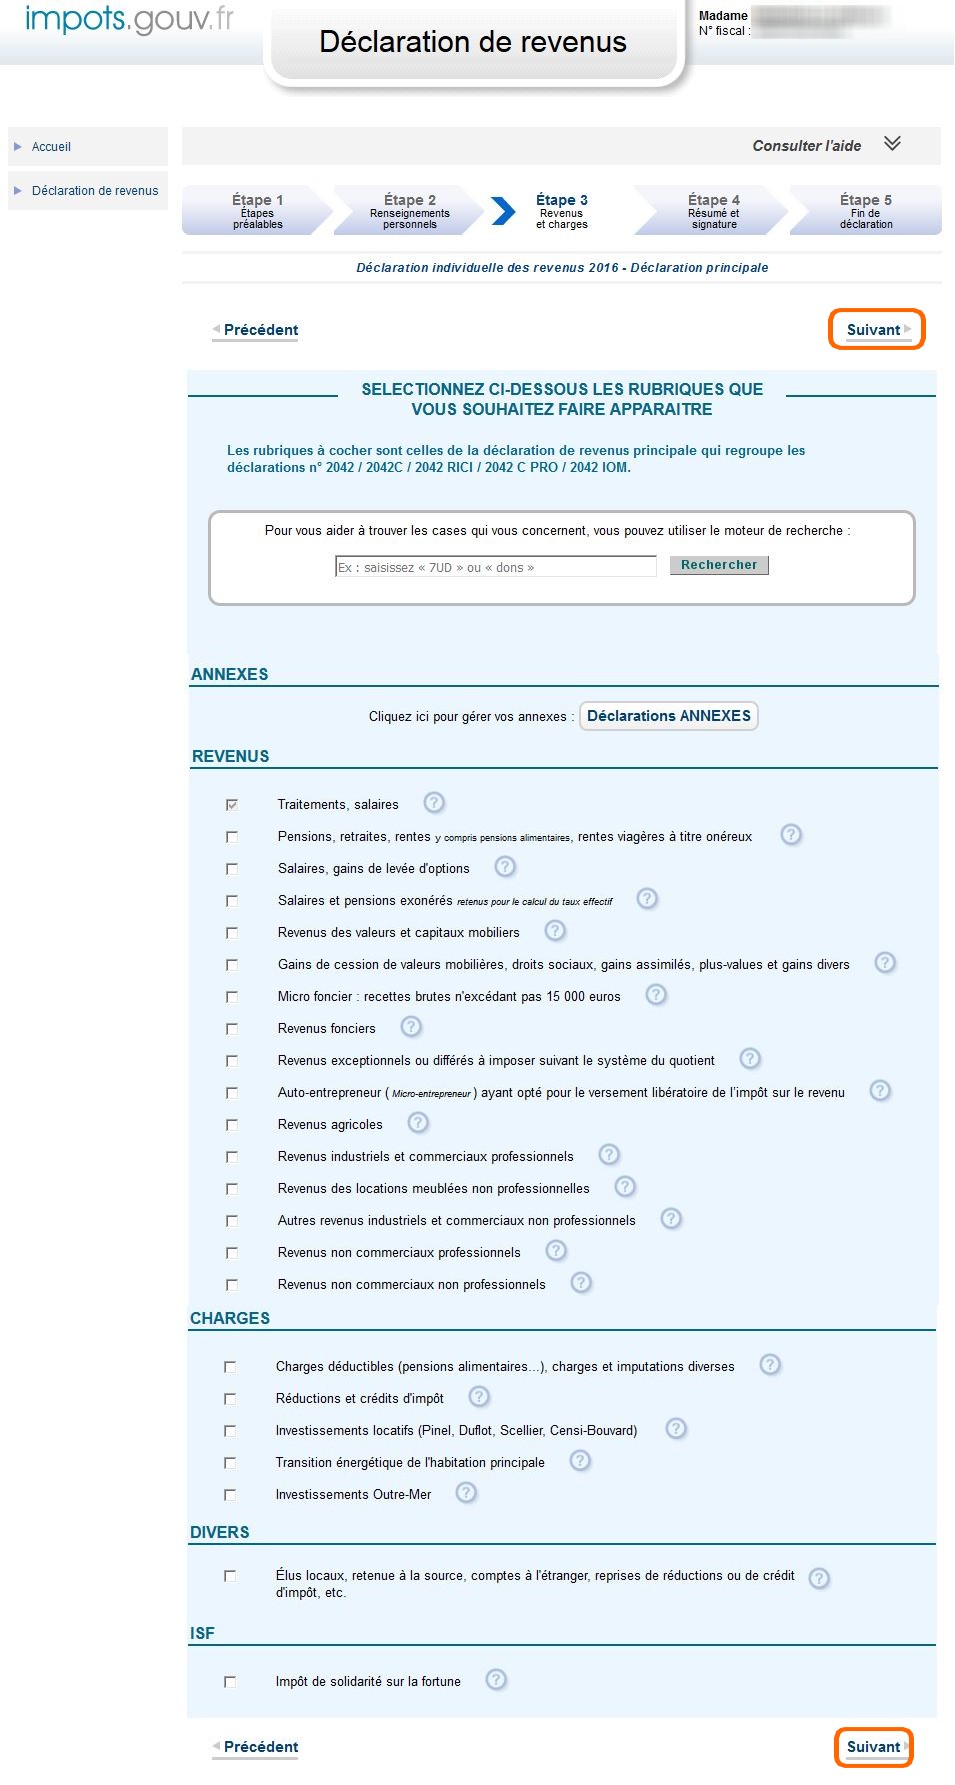 impots.gouv.fr
Déclaration de revenus
Madame
N° fiscal :
Accueil
Déclaration de revenus
Consulter l'aide
Étape 1
Étapes
préalables
Étape 2
Renseignements
personnels
Étape 3
Revenus
et charges
Étape 4
Résumé et
signature
Étape 5
Fin de
déclaration
Déclaration individuelle des revenus 2016 - Déclaration principale
Précédent
Suivant
SELECTIONNEZ CI-DESSOUS LES RUBRIQUES QUE
VOUS SOUHAITEZ FAIRE APPARAITRE
Les rubriques à cocher sont celles de la déclaration de revenus principale qui regroupe les
déclarations n° 2042 / 2042C / 2042 RICI / 2042 C PRO / 2042 IOM.
Pour vous aider à trouver les cases qui vous concernent, vous pouvez utiliser le moteur de recherche :
Ex : saisissez « 7UD » ou « dons »
Rechercher
ANNEXES
Cliquez ici pour gérer vos annexes : Déclarations ANNEXES
REVENUS
Traitements, salaires ?
Pensions, retraites, rentes y compris pensions alimentaires, rentes viagères à titre onéreux ?
Salaires, gains de levée d'options ?
Salaires et pensions exonérés retenus pour le calcul du taux effectif ?
Revenus des valeurs et capitaux mobiliers ?
Gains de cession de valeurs mobilières, droits sociaux, gains assimilés, plus-values et gains divers ?
Micro foncier : recettes brutes n'excédant pas 15 000 euros ?
Revenus fonciers ?
Revenus exceptionnels ou différés à imposer suivant le système du quotient ?
Auto-entrepreneur ( Micro-entrepreneur ) ayant opté pour le versement libératoire de l'impôt sur le revenu ?
Revenus agricoles ?
Revenus industriels et commerciaux professionnels ?
Revenus des locations meublées non professionnelles ?
Autres revenus industriels et commerciaux non professionnels ?
Revenus non commerciaux professionnels ?
Revenus non commerciaux non professionnels ?
CHARGES
Charges déductibles (pensions alimentaires...), charges et imputations diverses ?
Réductions et crédits d'impôt ?
Investissements locatifs (Pinel, Duflot, Scellier, Censi-Bouvard) ?
Transition énergétique de l'habitation principale ?
Investissements Outre-Mer ?
DIVERS
Élus locaux, retenue à la source, comptes à l'étranger, reprises de réductions ou de crédit ?
d'impôt, etc.
ISF
Impôt de solidarité sur la fortune ?
Précédent
Suivant